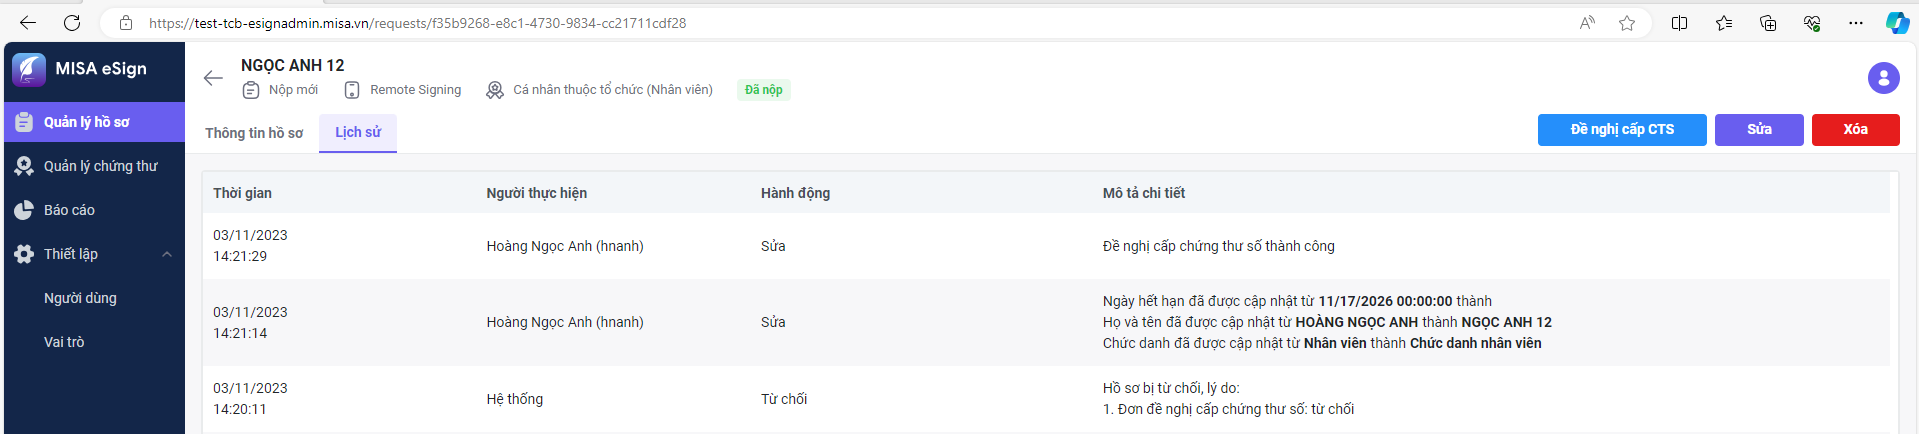 https://test-tcb-esignadmin.misa.vn/requests/f35b9268-e8c1-4730-9834-cc21711cdf28
MISA eSign
Quản lý hồ sơ
Quản lý chứng thư
Báo cáo
Thiết lập
Người dùng
Vai trò
NGỌC ANH 12
Nộp mới Remote Signing Cá nhân thuộc tổ chức (Nhân viên) Đã nộp
Thông tin hồ sơ Lịch sử Đề nghị cấp CTS Sửa Xóa
Thời gian Người thực hiện Hành động Mô tả chi tiết
03/11/2023
14:21:29
Hoàng Ngọc Anh (hnanh) Sửa Đề nghị cấp chứng thư số thành công
03/11/2023
14:21:14
Hoàng Ngọc Anh (hnanh) Sửa
Ngày hết hạn đã được cập nhật từ 11/17/2026 00:00:00 thành
Họ và tên đã được cập nhật từ HOÀNG NGỌC ANH thành NGỌC ANH 12
Chức danh đã được cập nhật từ Nhân viên thành Chức danh nhân viên
03/11/2023
14:20:11
Hệ thống Từ chối
Hồ sơ bị từ chối, lý do:
1. Đơn đề nghị cấp chứng thư số: từ chối